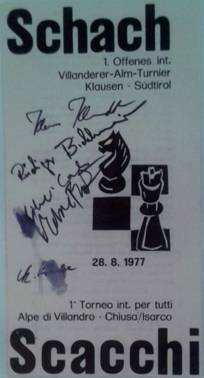 Schach
1. Offenes int.
Villanderer-Alm-Turnier
Klausen · Südtirol
28. 8. 1977
1° Torneo int. per tutti
Alpe di Villandro · Chiusa/Isarco
Scacchi